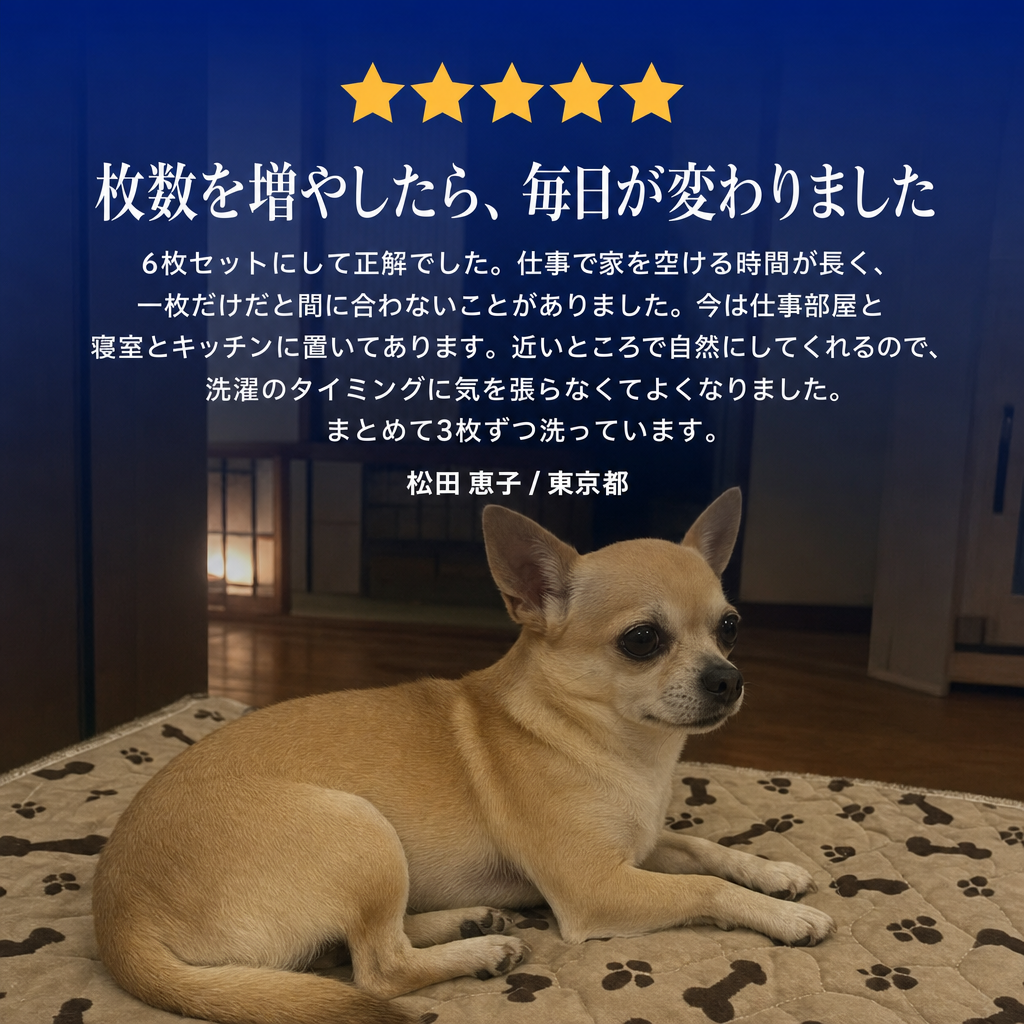 枚数を増やしたら、毎日が変わりました
6枚セットにして正解でした。仕事で家を空ける時間が長く、
一枚だけだと間に合わないことがありました。今は仕事部屋と
寝室とキッチンに置いてあります。近いところで自然にしてくれるので、
洗濯のタイミングに気を張らなくてよくなりました。
まとめて3枚ずつ洗っています。
松田 恵子 / 東京都